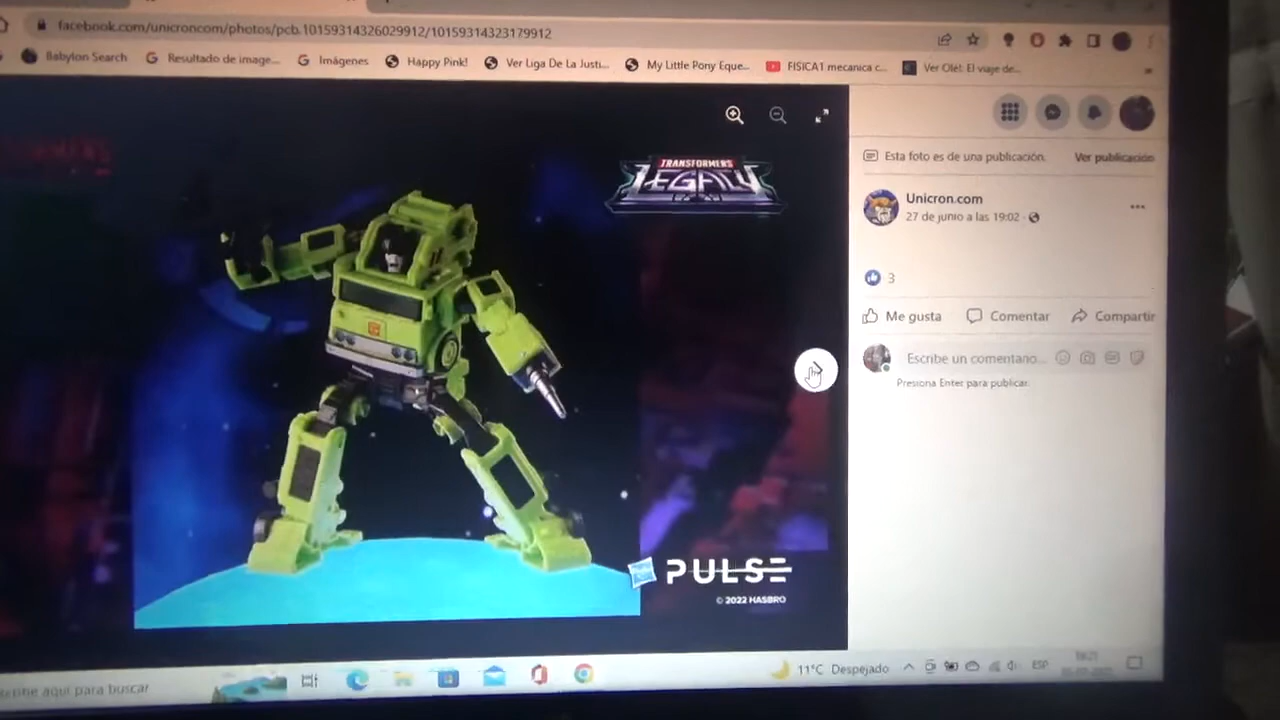 facebook.com/unicroncom/photos/pcb.10159314326029912/10159314323179912
Babylon Search
Resultado de image...
Imágenes
Happy Pink!
Ver Liga De La Justi...
My Little Pony Eque...
FISICA1 mecanica c...
Ver Olé!: El viaje de...
TRANSFORMERS
LEGACY
Esta foto es de una publicación.
Ver publicación
Unicron.com
27 de junio a las 19:02
3
Me gusta
Comentar
Compartir
Escribe un comentario...
Presiona Enter para publicar.
PULSE
© 2022 HASBRO
aquí para buscar
11°C Despejado
ESP